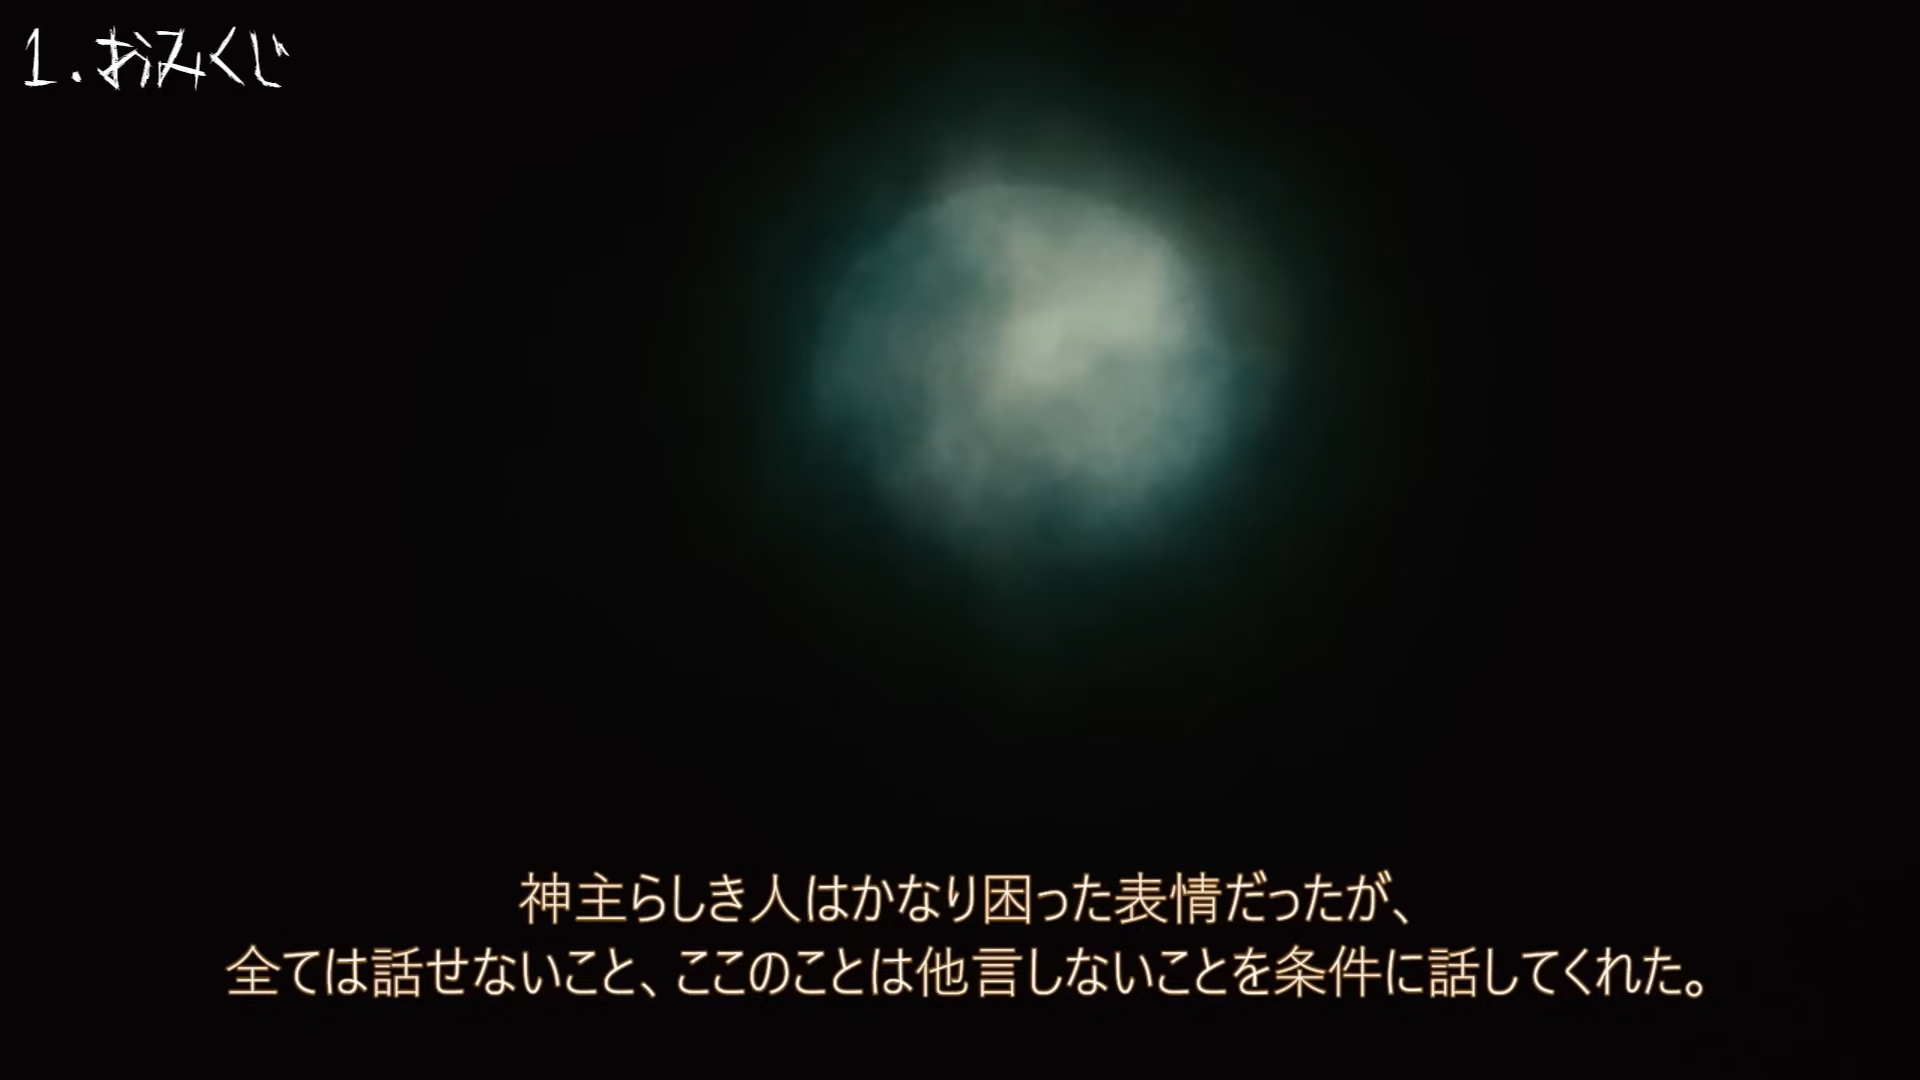 1.おみくじ
神主らしき人はかなり困った表情だったが、
全ては話せないこと、ここのことは他言しないことを条件に話してくれた。